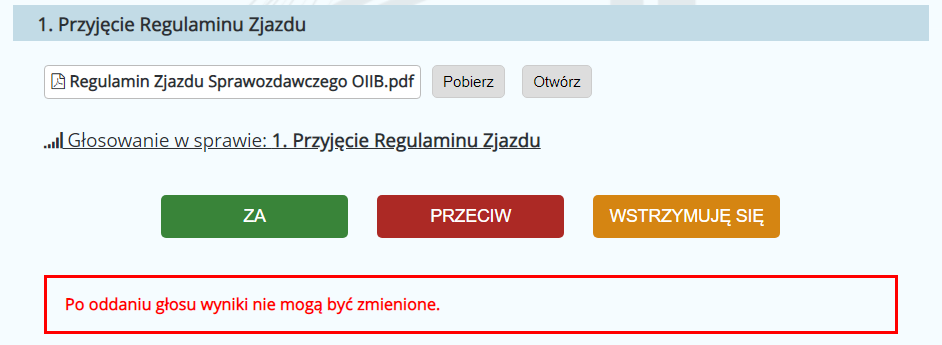 1. Przyjęcie Regulaminu Zjazdu
Regulamin Zjazdu Sprawozdawczego OIIB.pdf Pobierz Otwórz
Głosowanie w sprawie: 1. Przyjęcie Regulaminu Zjazdu
ZA PRZECIW WSTRZYMUJĘ SIĘ
Po oddaniu głosu wyniki nie mogą być zmienione.